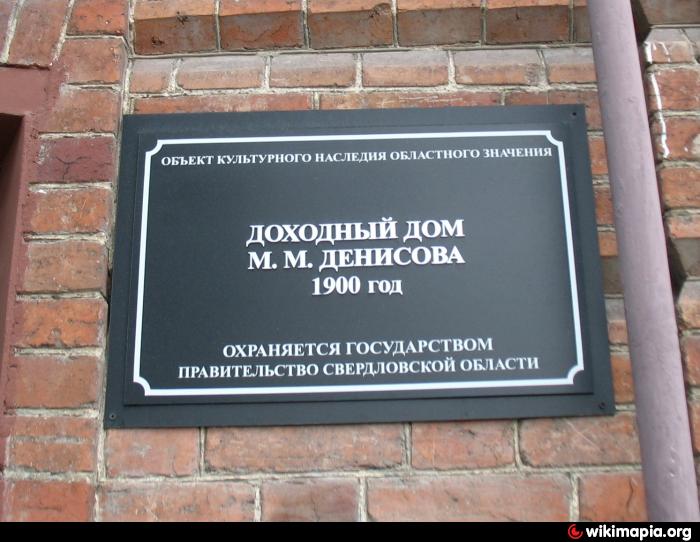 ОБЪЕКТ КУЛЬТУРНОГО НАСЛЕДИЯ ОБЛАСТНОГО ЗНАЧЕНИЯ
ДОХОДНЫЙ ДОМ
М. М. ДЕНИСОВА
1900 год
ОХРАНЯЕТСЯ ГОСУДАРСТВОМ
ПРАВИТЕЛЬСТВО СВЕРДЛОВСКОЙ ОБЛАСТИ
wikimapia.org